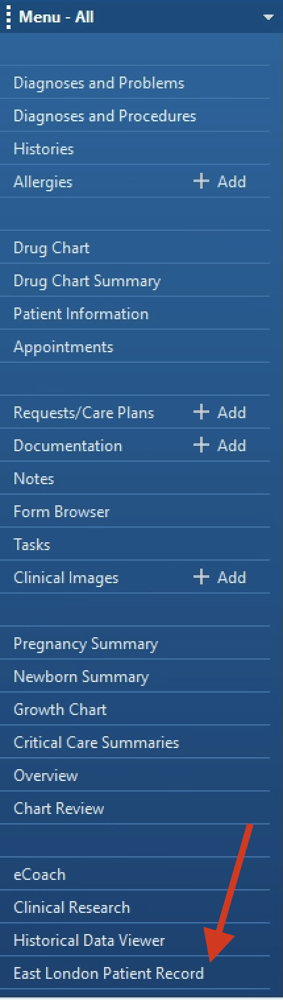 Menu - All
Diagnoses and Problems
Diagnoses and Procedures
Histories
Allergies + Add
Drug Chart
Drug Chart Summary
Patient Information
Appointments
Requests/Care Plans + Add
Documentation + Add
Notes
Form Browser
Tasks
Clinical Images + Add
Pregnancy Summary
Newborn Summary
Growth Chart
Critical Care Summaries
Overview
Chart Review
eCoach
Clinical Research
Historical Data Viewer
East London Patient Record